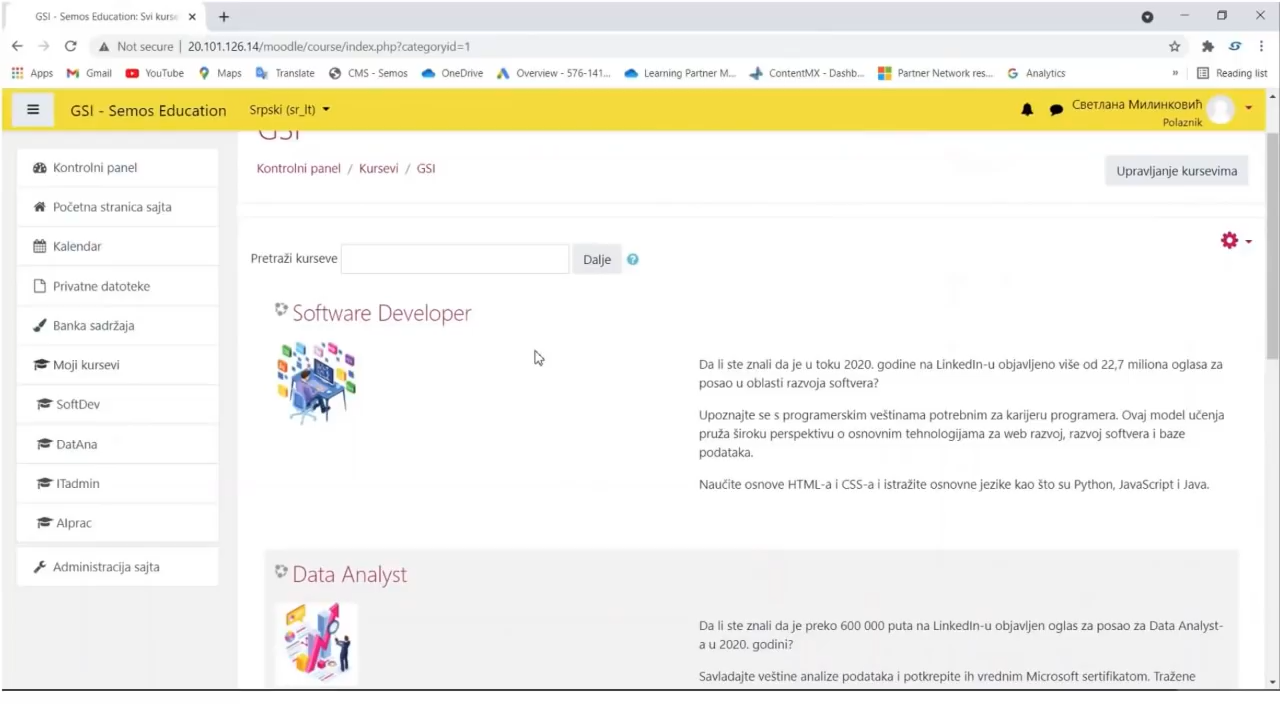 GSI - Semos Education: Svi kurse
Not secure | 20.101.126.14/moodle/course/index.php?categoryid=1
Apps Gmail YouTube Maps Translate CMS - Semos OneDrive Overview - 576-141... Learning Partner M... ContentMX - Dashb... Partner Network res... Analytics » Reading list
GSI - Semos Education Srpski (sr_lt) Светлана Милинковић
Polaznik
GSI
Kontrolni panel / Kursevi / GSI
Upravljanje kursevima
Kontrolni panel
Početna stranica sajta
Kalendar
Privatne datoteke
Banka sadržaja
Moji kursevi
SoftDev
DatAna
ITadmin
AIprac
Administracija sajta
Pretraži kurseve Dalje
Software Developer
Da li ste znali da je u toku 2020. godine na LinkedIn-u objavljeno više od 22,7 miliona oglasa za
posao u oblasti razvoja softvera?
Upoznajte se s programerskim veštinama potrebnim za karijeru programera. Ovaj model učenja
pruža široku perspektivu o osnovnim tehnologijama za web razvoj, razvoj softvera i baze
podataka.
Naučite osnove HTML-a i CSS-a i istražite osnovne jezike kao što su Python, JavaScript i Java.
Data Analyst
Da li ste znali da je preko 600 000 puta na LinkedIn-u objavljen oglas za posao za Data Analyst-
a u 2020. godini?
Savladajte veštine analize podataka i potkrepite ih vrednim Microsoft sertifikatom. Tražene